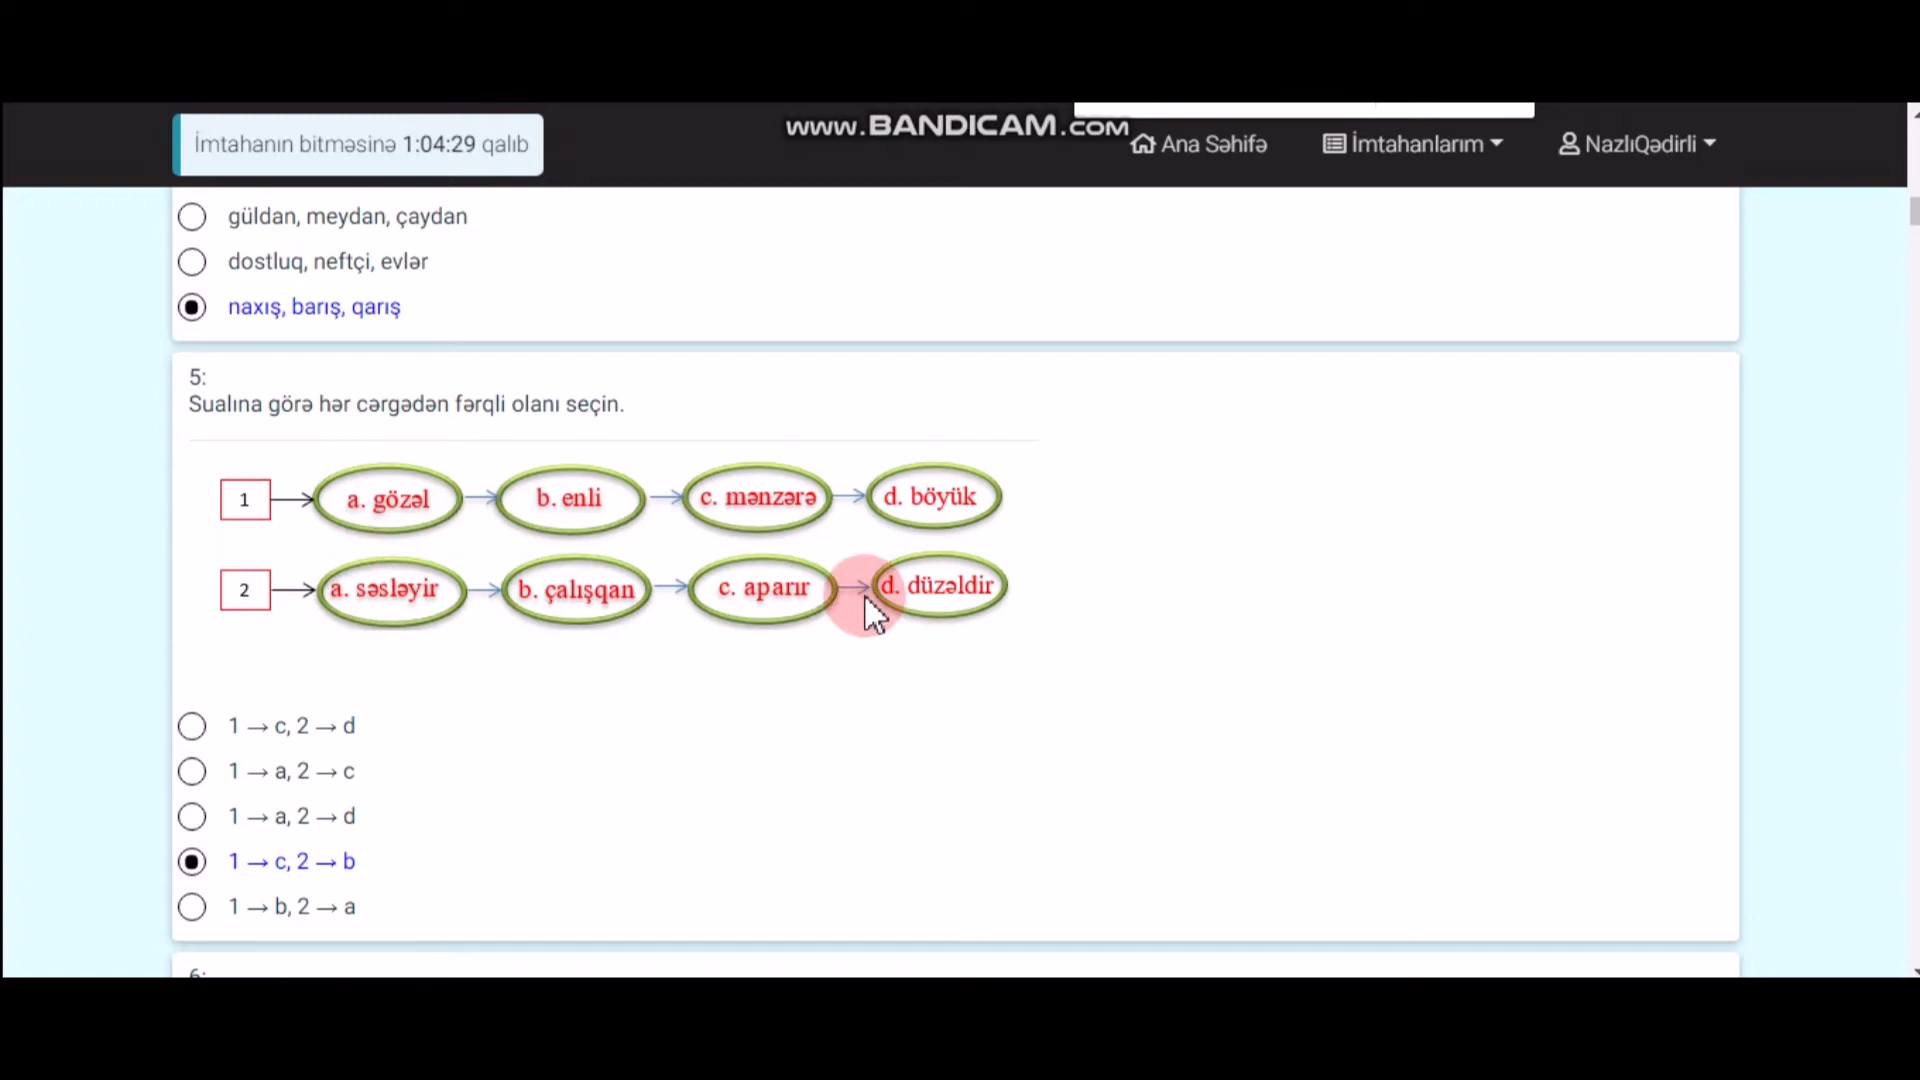 www.BANDICAM.com
İmtahanın bitməsinə 1:04:29 qalıb
Ana Səhifə
İmtahanlarım
NazlıQədirli
güldan, meydan, çaydan
dostluq, neftçi, evlər
naxış, barış, qarış
5:
Sualına görə hər cərgədən fərqli olanı seçin.
1
a. gözəl
b. enli
c. mənzərə
d. böyük
2
a. səsləyir
b. çalışqan
c. aparır
d. düzəldir
1 → c, 2 → d
1 → a, 2 → c
1 → a, 2 → d
1 → c, 2 → b
1 → b, 2 → a
6: